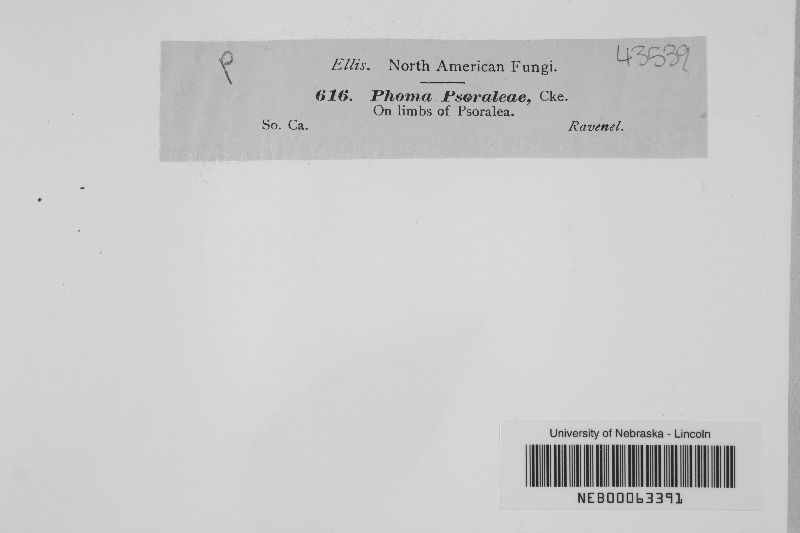 P
Ellis. North American Fungi.
43539
616. Phoma Psoraleae, Cke.
On limbs of Psoralea.
So. Ca.
Ravenel.
University of Nebraska - Lincoln
NEB00063391